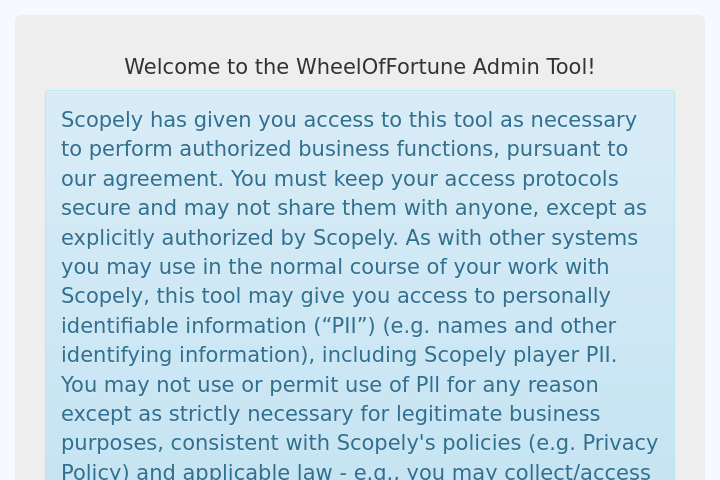 Welcome to the WheelOfFortune Admin Tool!
Scopely has given you access to this tool as necessary
to perform authorized business functions, pursuant to
our agreement. You must keep your access protocols
secure and may not share them with anyone, except as
explicitly authorized by Scopely. As with other systems
you may use in the normal course of your work with
Scopely, this tool may give you access to personally
identifiable information (“PII”) (e.g. names and other
identifying information), including Scopely player PII.
You may not use or permit use of PII for any reason
except as strictly necessary for legitimate business
purposes, consistent with Scopely's policies (e.g. Privacy
Policy) and applicable law - e.g., you may collect/access